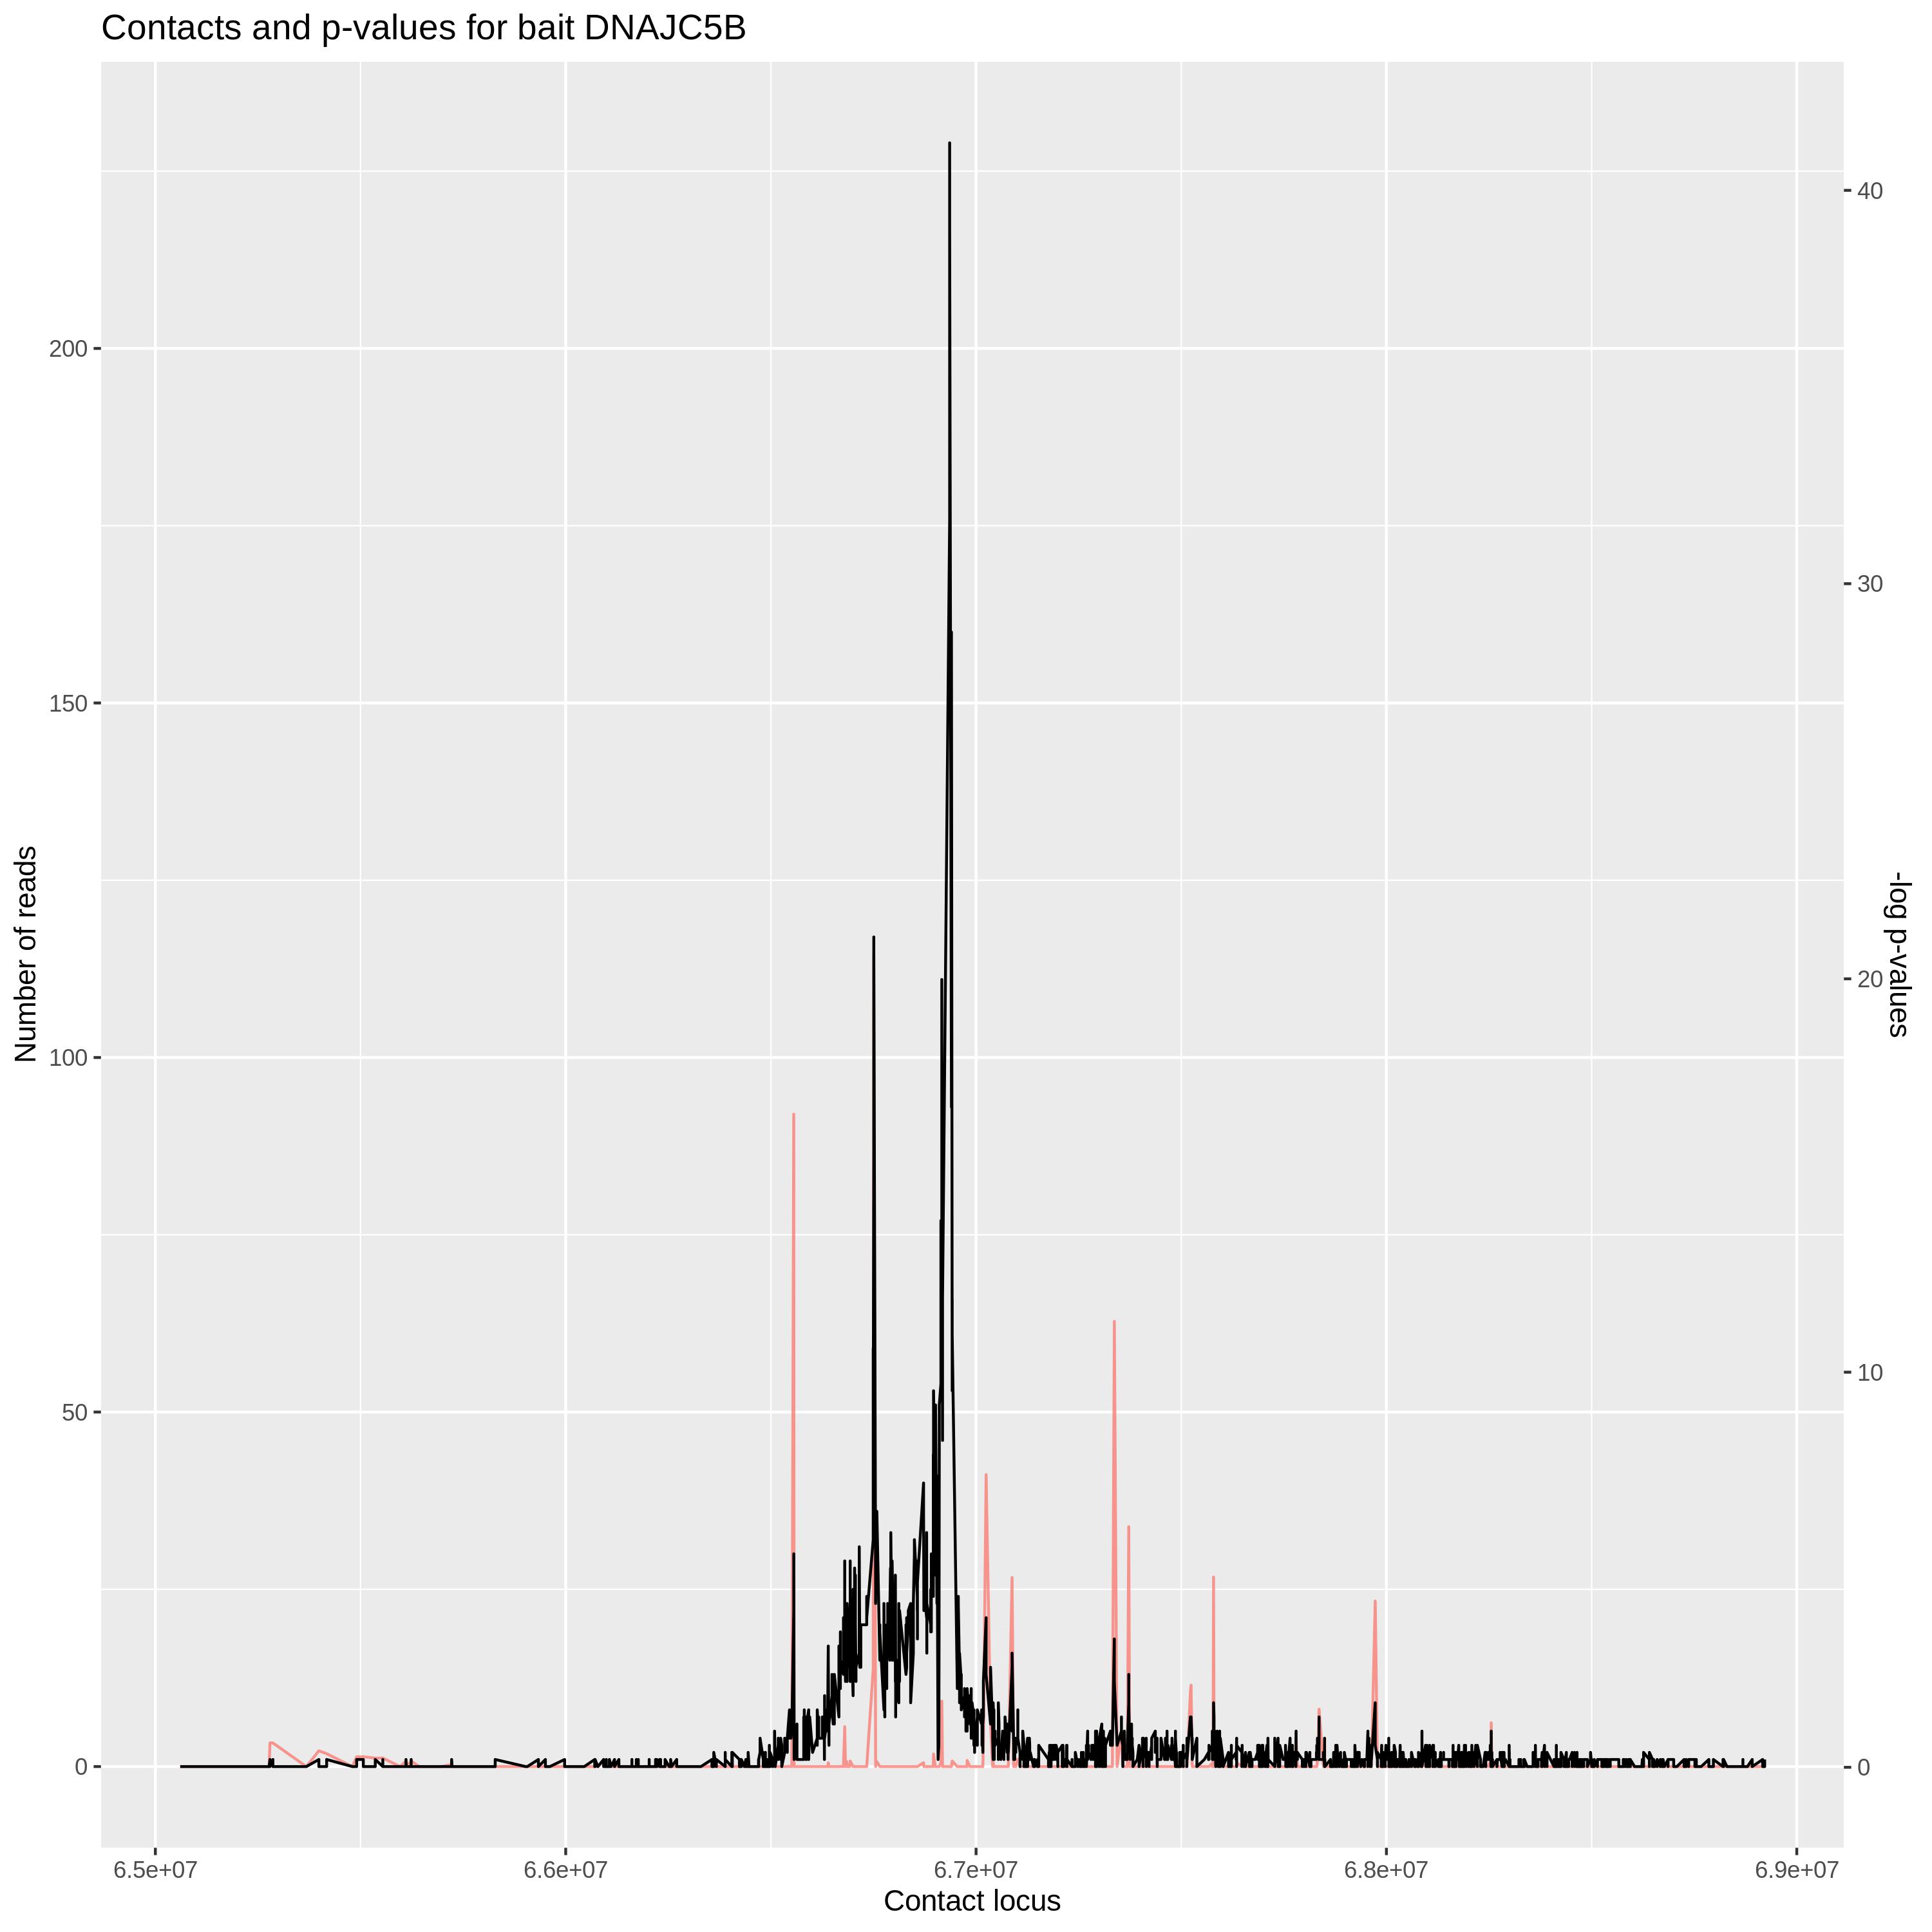 Contacts and p-values for bait DNAJC5B
Number of reads
200
150
100
50
0
40
30
20
10
0
-log p-values
6.5e+07 6.6e+07 6.7e+07 6.8e+07 6.9e+07
Contact locus